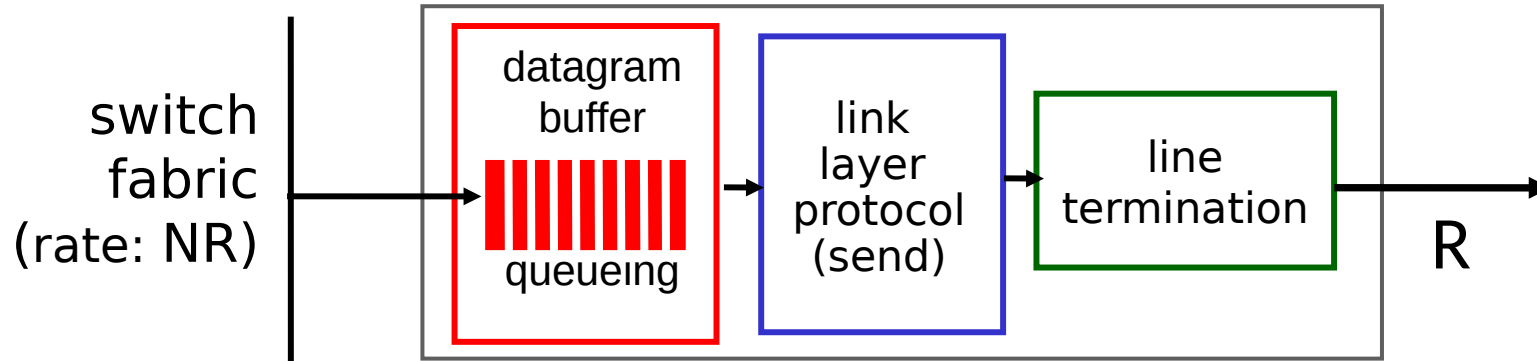 switch
fabric
(rate: NR)
datagram
buffer
queueing
link
layer
protocol
(send)
line
termination
R